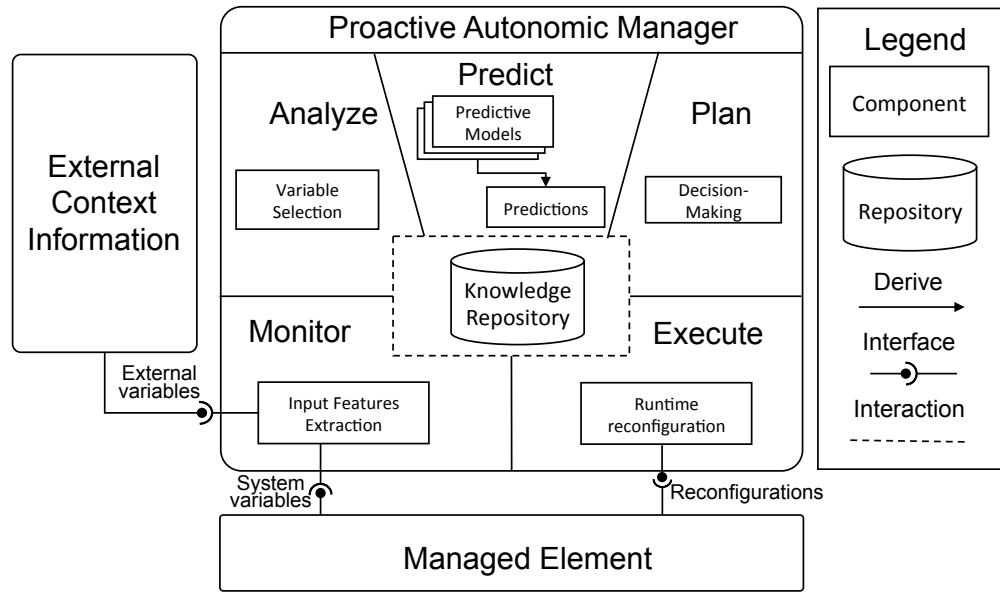 Proactive Autonomic Manager
External
Context
Information
Analyze
Variable
Selection
Predict
Predictive
Models
Predictions
Plan
Decision-
Making
Knowledge
Repository
Monitor
Input Features
Extraction
Execute
Runtime
reconfiguration
External
variables
System
variables
Reconfigurations
Managed Element
Legend
Component
Repository
Derive
Interface
Interaction